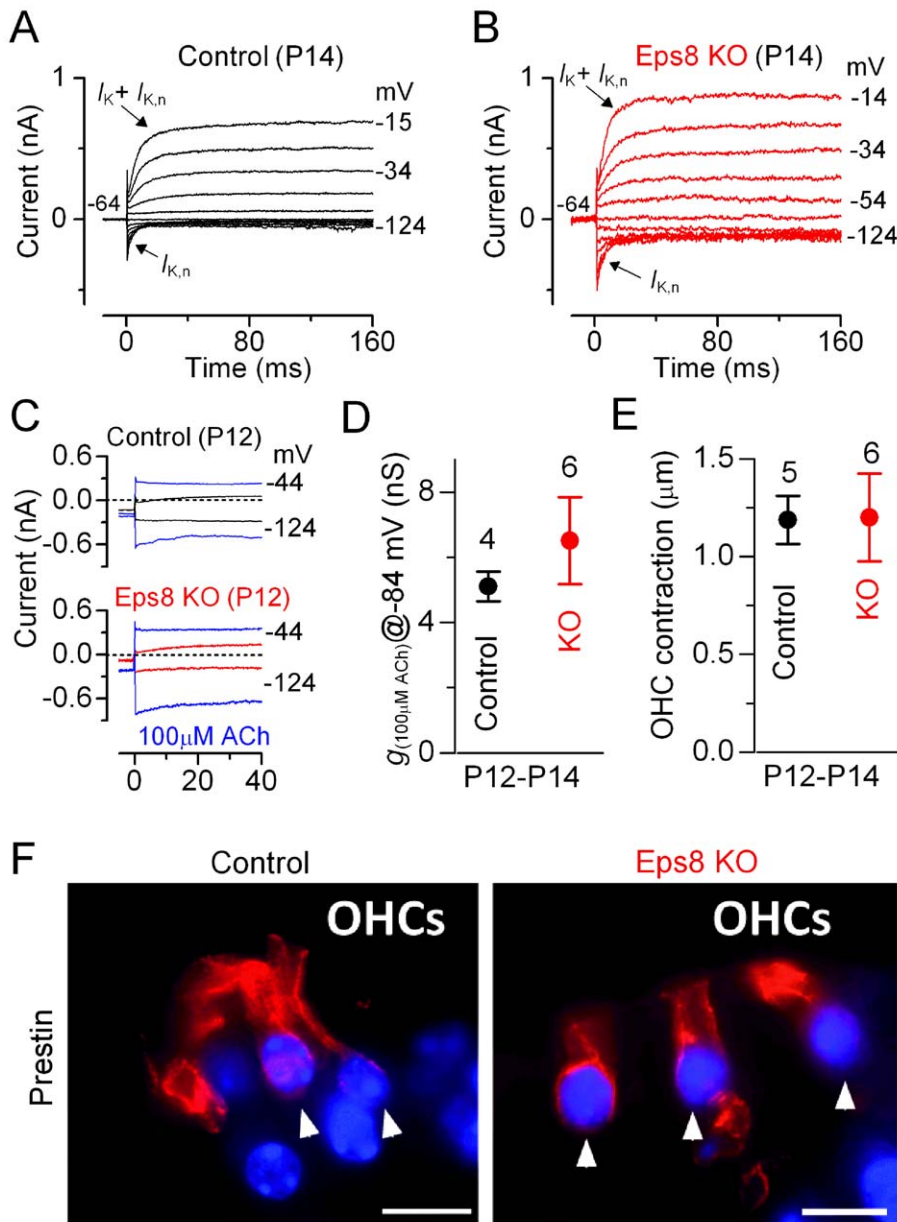 A
Control (P14)
1
I_K + I_K,n
mV
-15
-34
-64
0
-124
I_K,n
Current (nA)
0 80 160
Time (ms)
B
Eps8 KO (P14)
1
I_K + I_K,n
mV
-14
-34
-64
-54
0
-124
I_K,n
Current (nA)
0 80 160
Time (ms)
C
Control (P12)
mV
0.6
-44
0.0
-124
-0.6
Eps8 KO (P12)
0.6
-44
0.0
-124
-0.6
Current (nA)
100μM ACh
0 20 40
D
6
8
4
4
0
g(100μM ACh)@-84 mV (nS)
Control
KO
P12-P14
E
6
1.5
5
1.0
0.5
0.0
OHC contraction (μm)
Control
KO
P12-P14
F
Control
Eps8 KO
OHCs
OHCs
Prestin